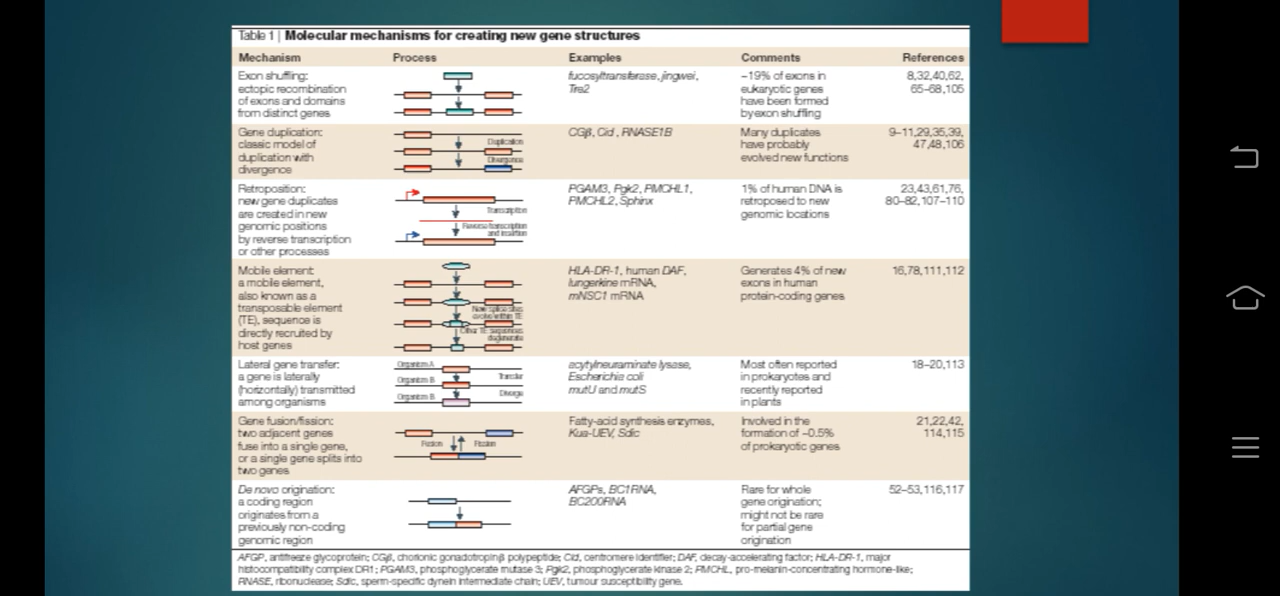 Table 1 | Molecular mechanisms for creating new gene structures
Mechanism Process Examples Comments References
Exon shuffling: fucosyltransferase, jingwei, ~19% of exons in 8,32,40,62,
ectopic recombination Tre2 eukaryotic genes 65–68,105
of exons and domains have been formed
from distinct genes by exon shuffling
Gene duplication: CGβ, Cid, RNASE1B Many duplicates 9–11,29,35,39,
classic model of Duplication have probably 47,48,106
duplication with evolved new functions
divergence Divergence
Retroposition: PGAM3, Pgk2, PMCHL1, 1% of human DNA is 23,43,61,76,
new gene duplicates PMCHL2, Sphinx retroposed to new 80–82,107–110
are created in new Transcription genomic locations
genomic positions Reverse transcription
by reverse transcription and insertion
or other processes
Mobile element: HLA-DR-1, human DAF, Generates 4% of new 16,78,111,112
a mobile element, lungerkine mRNA, exons in human
also known as a mNSC1 mRNA protein-coding genes
transposable element New splice sites
(TE), sequence is evolve within TE
directly recruited by Other TE sequences
host genes degenerate
Lateral gene transfer: Organism A acytylneuraminate lysase, Most often reported 18–20,113
a gene is laterally Transfer Escherichia coli in prokaryotes and
(horizontally) transmitted Organism B mutU and mutS recently reported
among organisms Organism B Diverge in plants
Gene fusion/fission: Fatty-acid synthesis enzymes, Involved in the 21,22,42,
two adjacent genes Kua-UEV, Sdic formation of ~0.5% 114,115
fuse into a single gene, Fusion Fission of prokaryotic genes
or a single gene splits into
two genes
De novo origination: AFGPs, BC1RNA, Rare for whole 52–53,116,117
a coding region BC200RNA gene origination;
originates from a might not be rare
previously non-coding for partial gene
genomic region origination
AFGP, antifreeze glycoprotein; CGβ, chorionic gonadotropin β polypeptide; Cid, centromere identifier; DAF, decay-accelerating factor; HLA-DR-1, major
histocompatibility complex DR1; PGAM3, phosphoglycerate mutase 3; Pgk2, phosphoglycerate kinase 2; PMCHL, pro-melanin-concentrating hormone-like;
RNASE, ribonuclease; Sdic, sperm-specific dynein intermediate chain; UEV, tumour susceptibility gene.